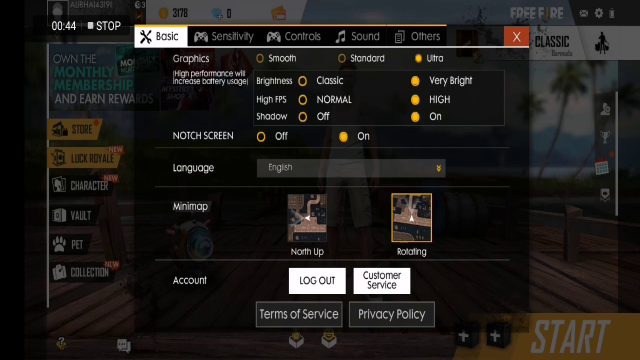 00:44 STOP
3178
0
FREE FIRE
Basic Sensitivity Controls Sound Others X
CLASSIC
Bermuda
Graphics Smooth Standard Ultra
(High performance will
increase battery usage)
Brightness Classic Very Bright
High FPS NORMAL HIGH
Shadow Off On
NOTCH SCREEN Off On
Language English
Minimap
North Up Rotating
Account LOG OUT Customer
Service
Terms of Service Privacy Policy
OWN THE
MONTHLY
MEMBERSHIP
AND EARN REWARDS
STORE
NEW
LUCK ROYALE
NEW
CHARACTER
VAULT
PET
NEW
COLLECTION
START